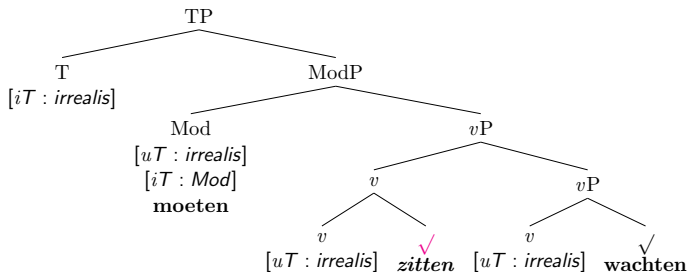 TP
T ModP
[iT : irrealis]
Mod vP
[uT : irrealis]
[iT : Mod] v vP
moeten
v √ v √
[uT : irrealis] zitten [uT : irrealis] wachten